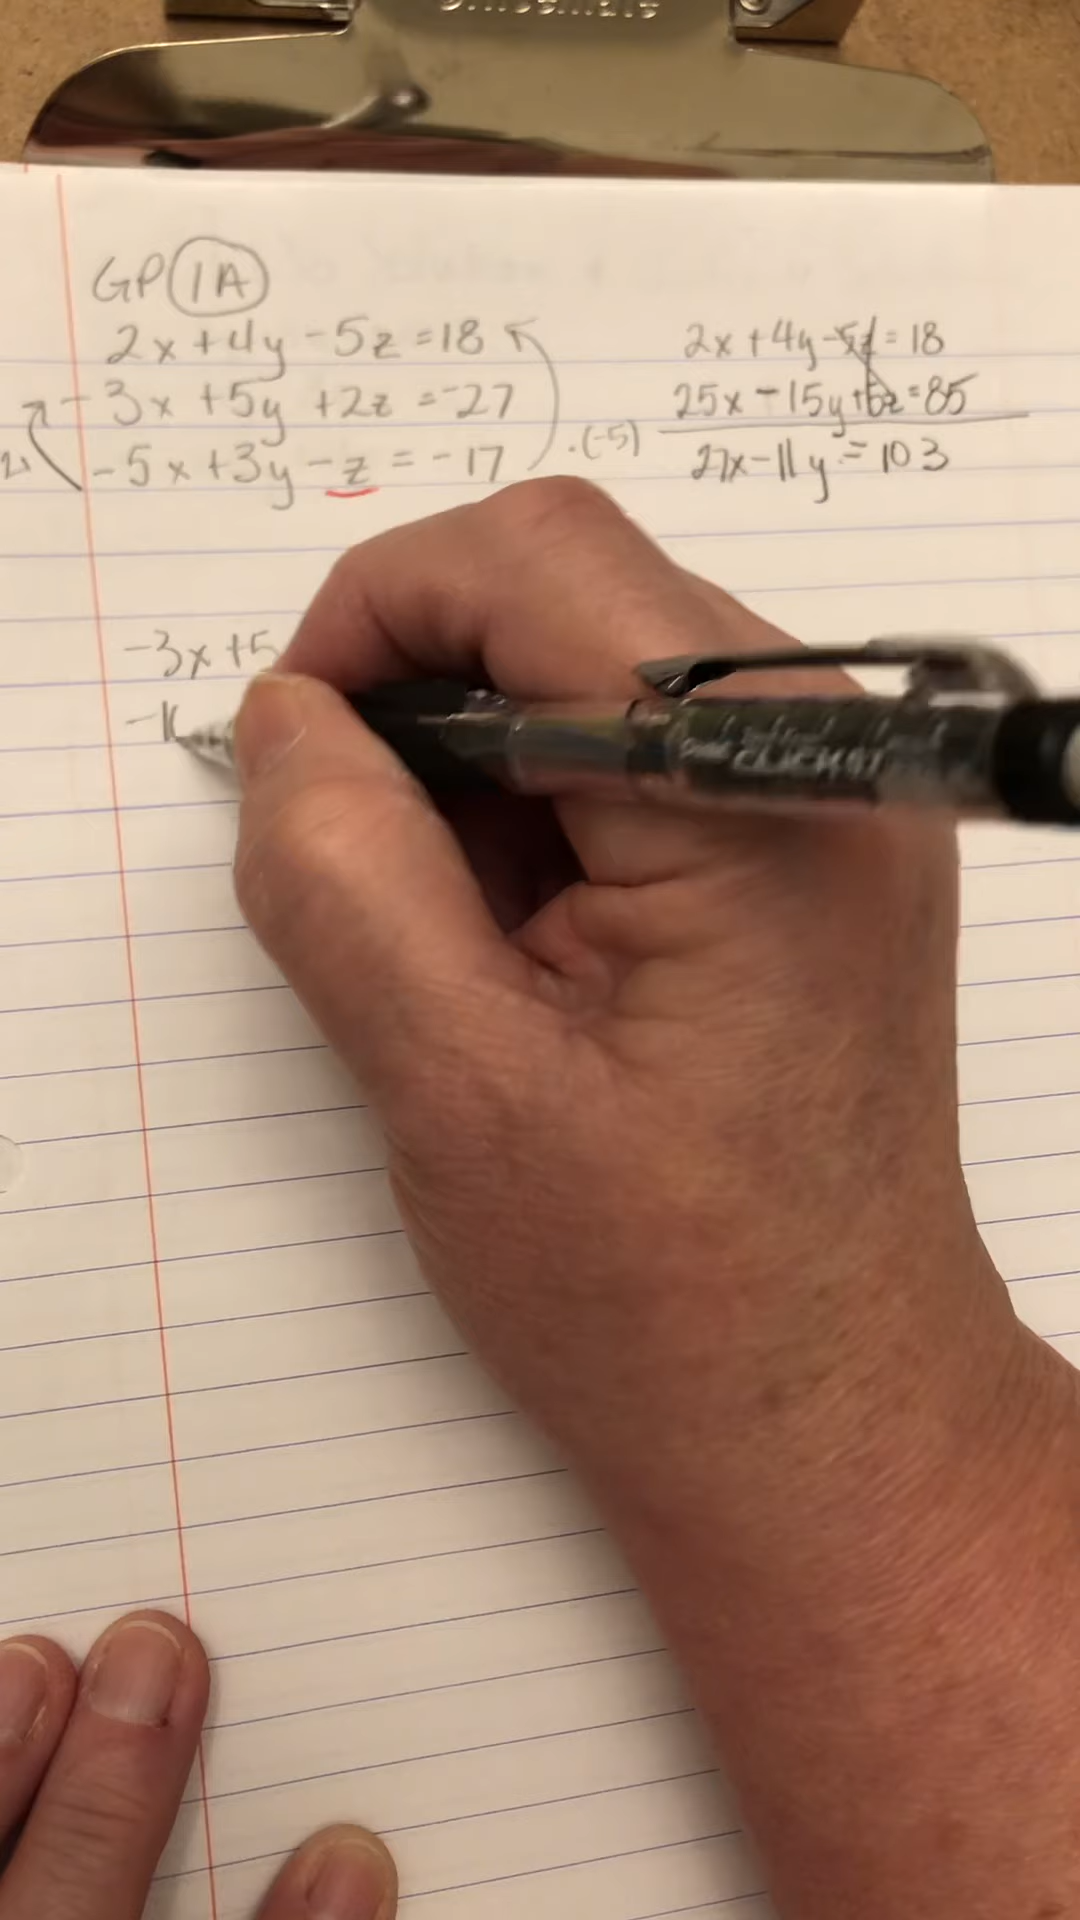 GP 1A
2x+4y-5z=18
-3x+5y+2z=-27
-5x+3y-z=-17
·(-5)
2x+4y-5z=18
25x-15y+5z=85
27x-11y=103
-3x+5
-1